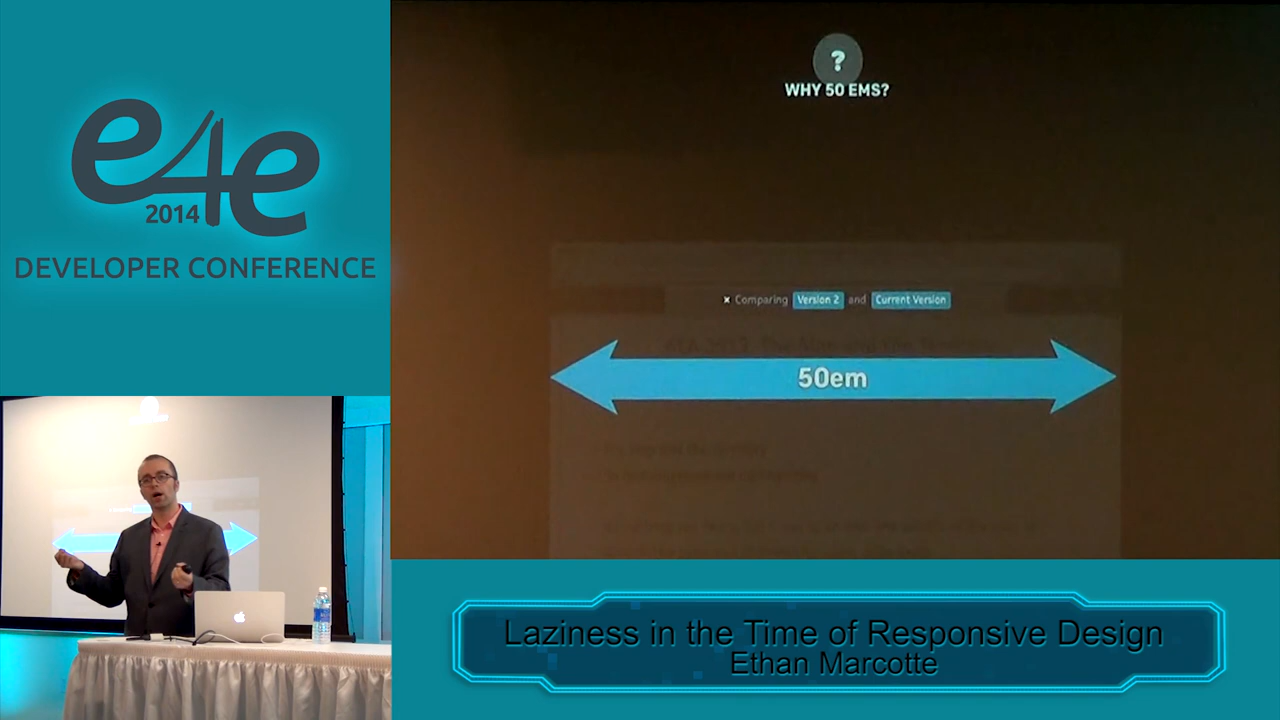 e4e
2014
DEVELOPER CONFERENCE
?
WHY 50 EMS?
× Comparing Version 2 and Current Version
50em
Laziness in the Time of Responsive Design
Ethan Marcotte